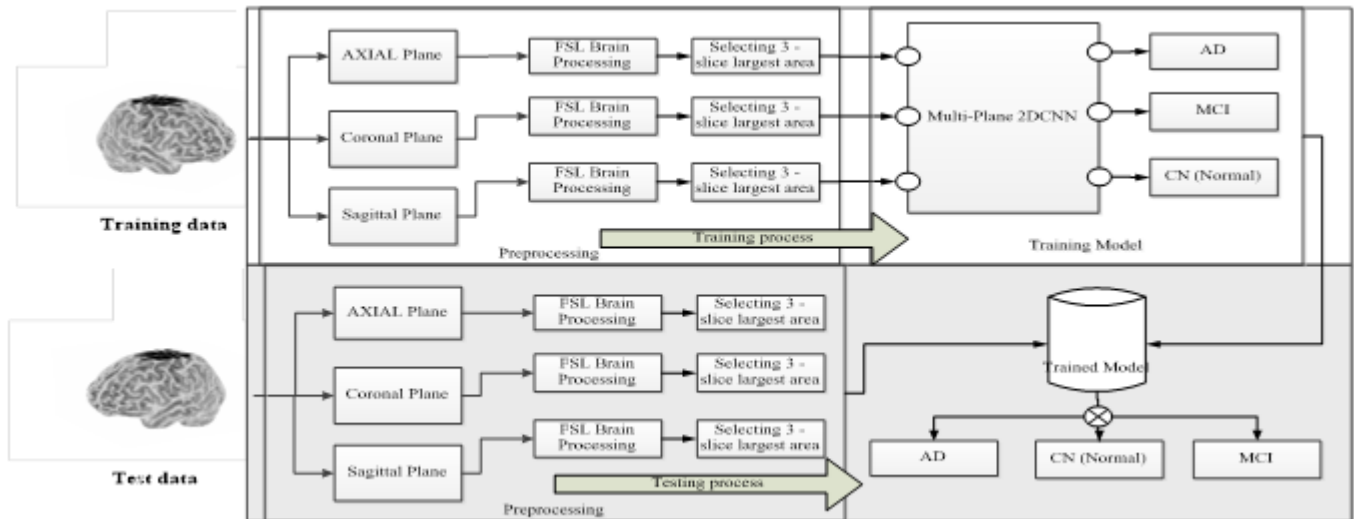 AXIAL Plane
FSL Brain
Processing
Selecting 3 -
slice largest area
AD
Coronal Plane
FSL Brain
Processing
Selecting 3 -
slice largest area
Multi-Plane 2DCNN
MCI
Sagittal Plane
FSL Brain
Processing
Selecting 3 -
slice largest area
CN (Normal)
Training data
Training process
Preprocessing
Training Model
AXIAL Plane
FSL Brain
Processing
Selecting 3 -
slice largest area
Coronal Plane
FSL Brain
Processing
Selecting 3 -
slice largest area
Trained Model
Sagittal Plane
FSL Brain
Processing
Selecting 3 -
slice largest area
AD
CN (Normal)
MCI
Test data
Testing process
Preprocessing